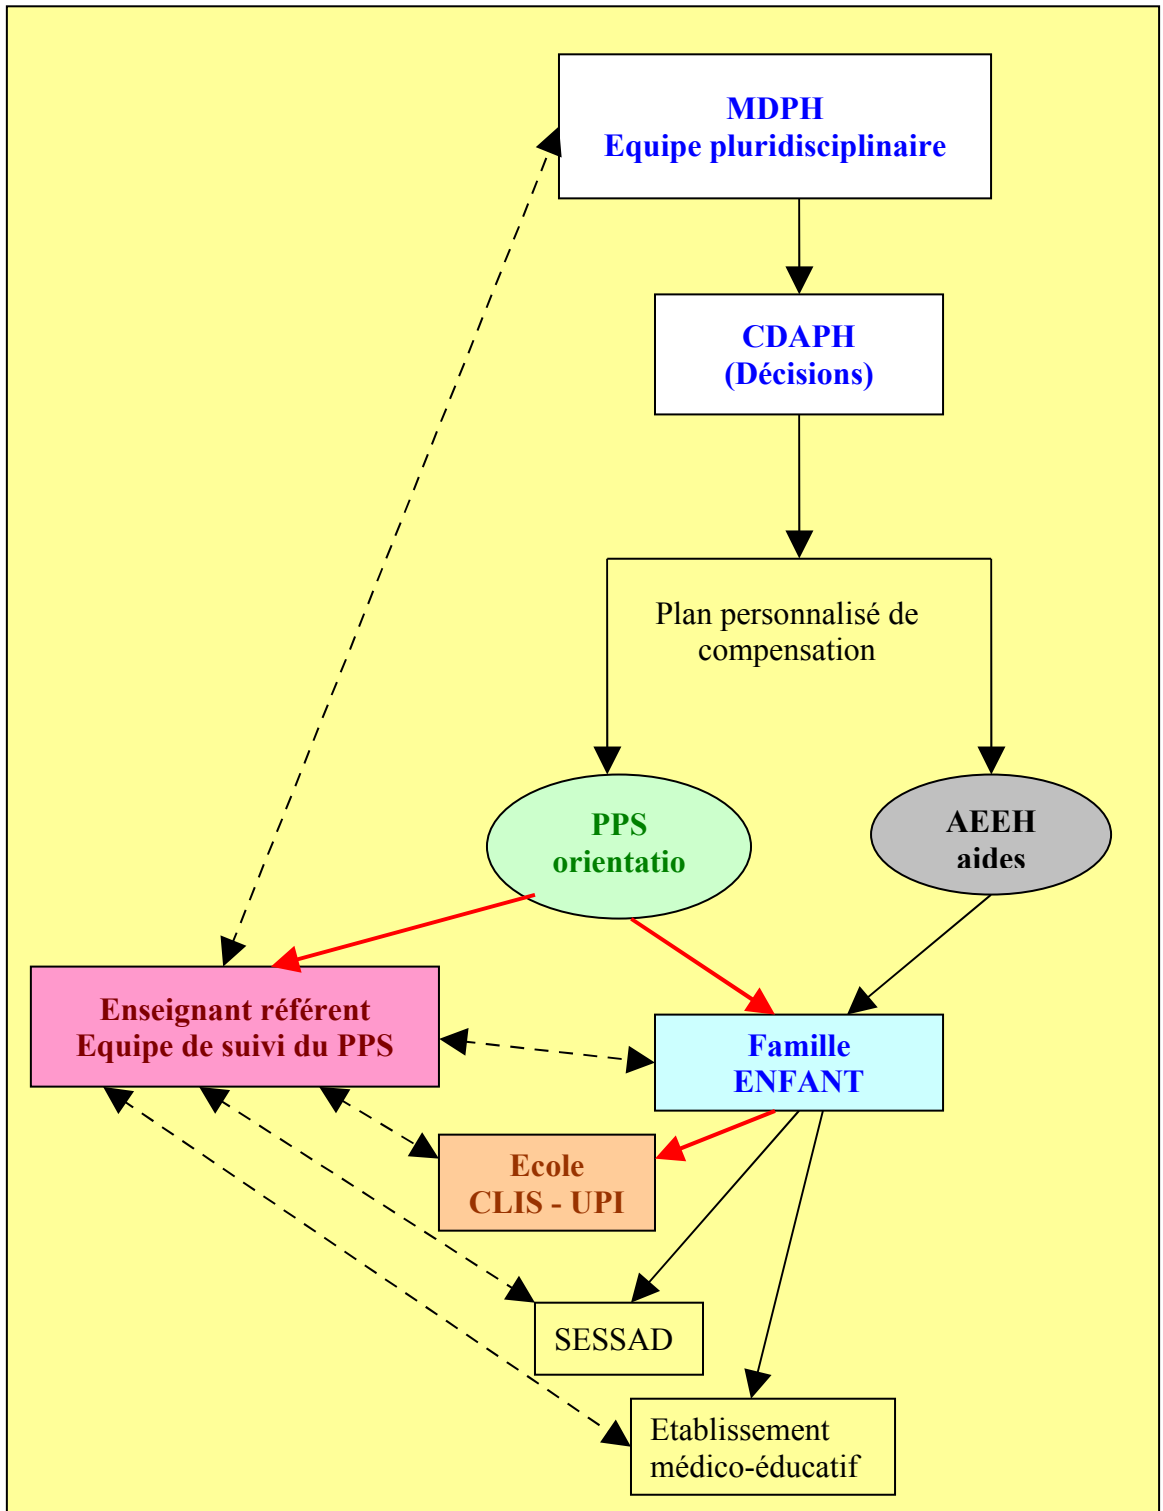 MDPH
Equipe pluridisciplinaire
CDAPH
(Décisions)
Plan personnalisé de
compensation
PPS
orientatio
AEEH
aides
Enseignant référent
Equipe de suivi du PPS
Famille
ENFANT
Ecole
CLIS - UPI
SESSAD
Etablissement
médico-éducatif